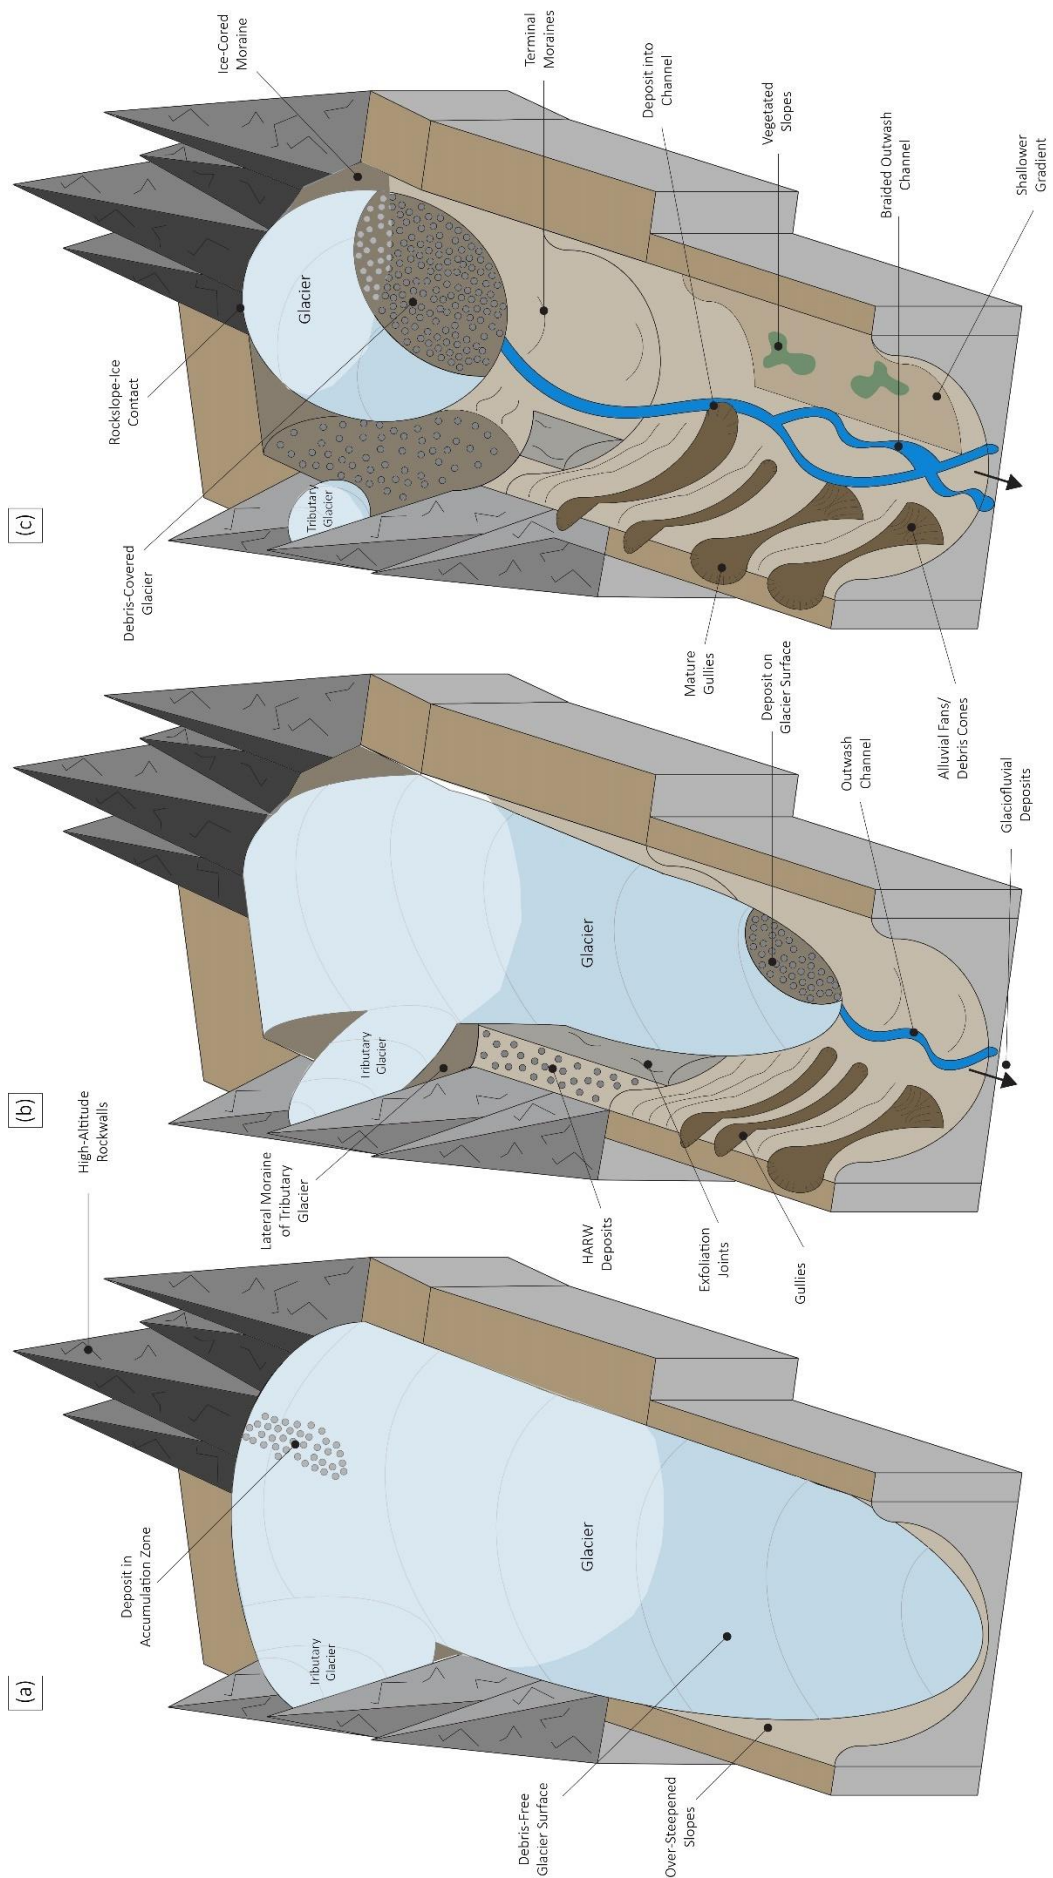 (a)
High-Altitude
Rockwalls
Deposit in
Accumulation Zone
Tributary
Glacier
Glacier
Debris-Free
Glacier Surface
Over-Steepened
Slopes
(b)
Lateral Moraine
of Tributary
Glacier
Tributary
Glacier
Glacier
HARW
Deposits
Exfoliation
Joints
Gullies
Deposit on
Glacier Surface
Outwash
Channel
Glaciofluvial
Deposits
(c)
Ice-Cored
Moraine
Rockslope-Ice
Contact
Glacier
Tributary
Glacier
Debris-Covered
Glacier
Terminal
Moraines
Deposit into
Channel
Vegetated
Slopes
Mature
Gullies
Braided Outwash
Channel
Alluvial Fans/
Debris Cones
Shallower
Gradient